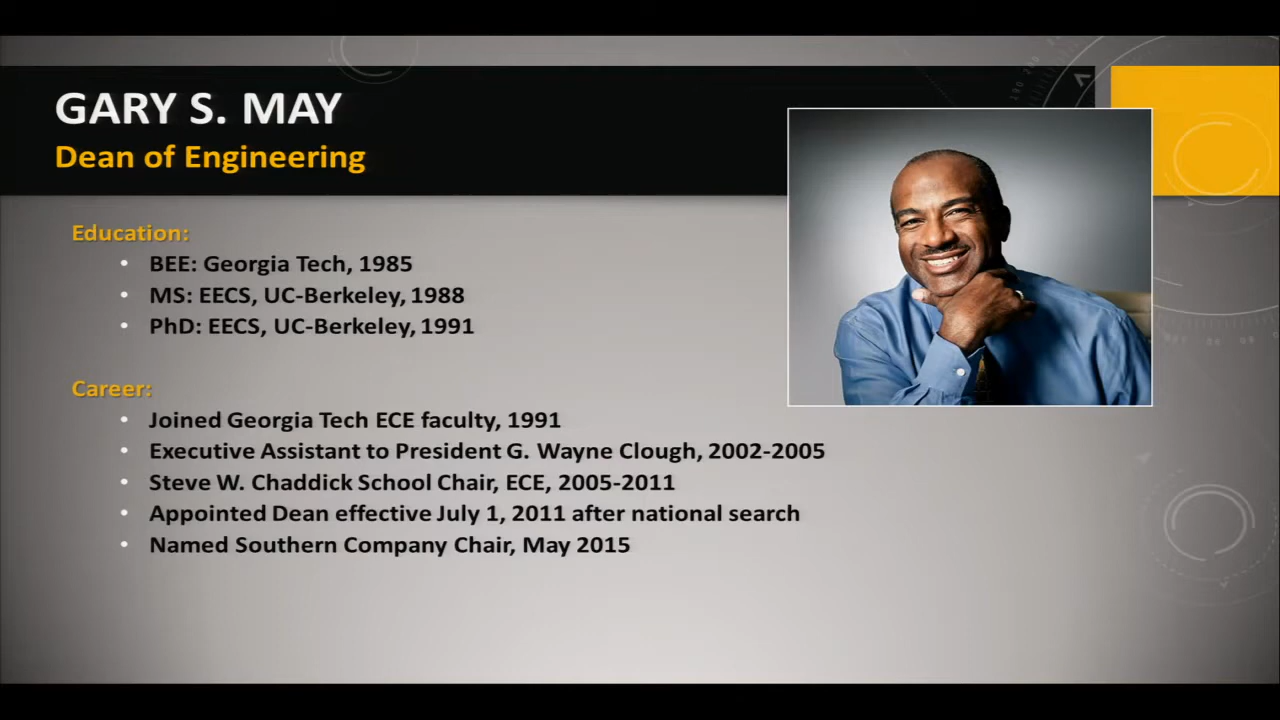 GARY S. MAY
Dean of Engineering
Education:
• BEE: Georgia Tech, 1985
• MS: EECS, UC-Berkeley, 1988
• PhD: EECS, UC-Berkeley, 1991
Career:
• Joined Georgia Tech ECE faculty, 1991
• Executive Assistant to President G. Wayne Clough, 2002-2005
• Steve W. Chaddick School Chair, ECE, 2005-2011
• Appointed Dean effective July 1, 2011 after national search
• Named Southern Company Chair, May 2015